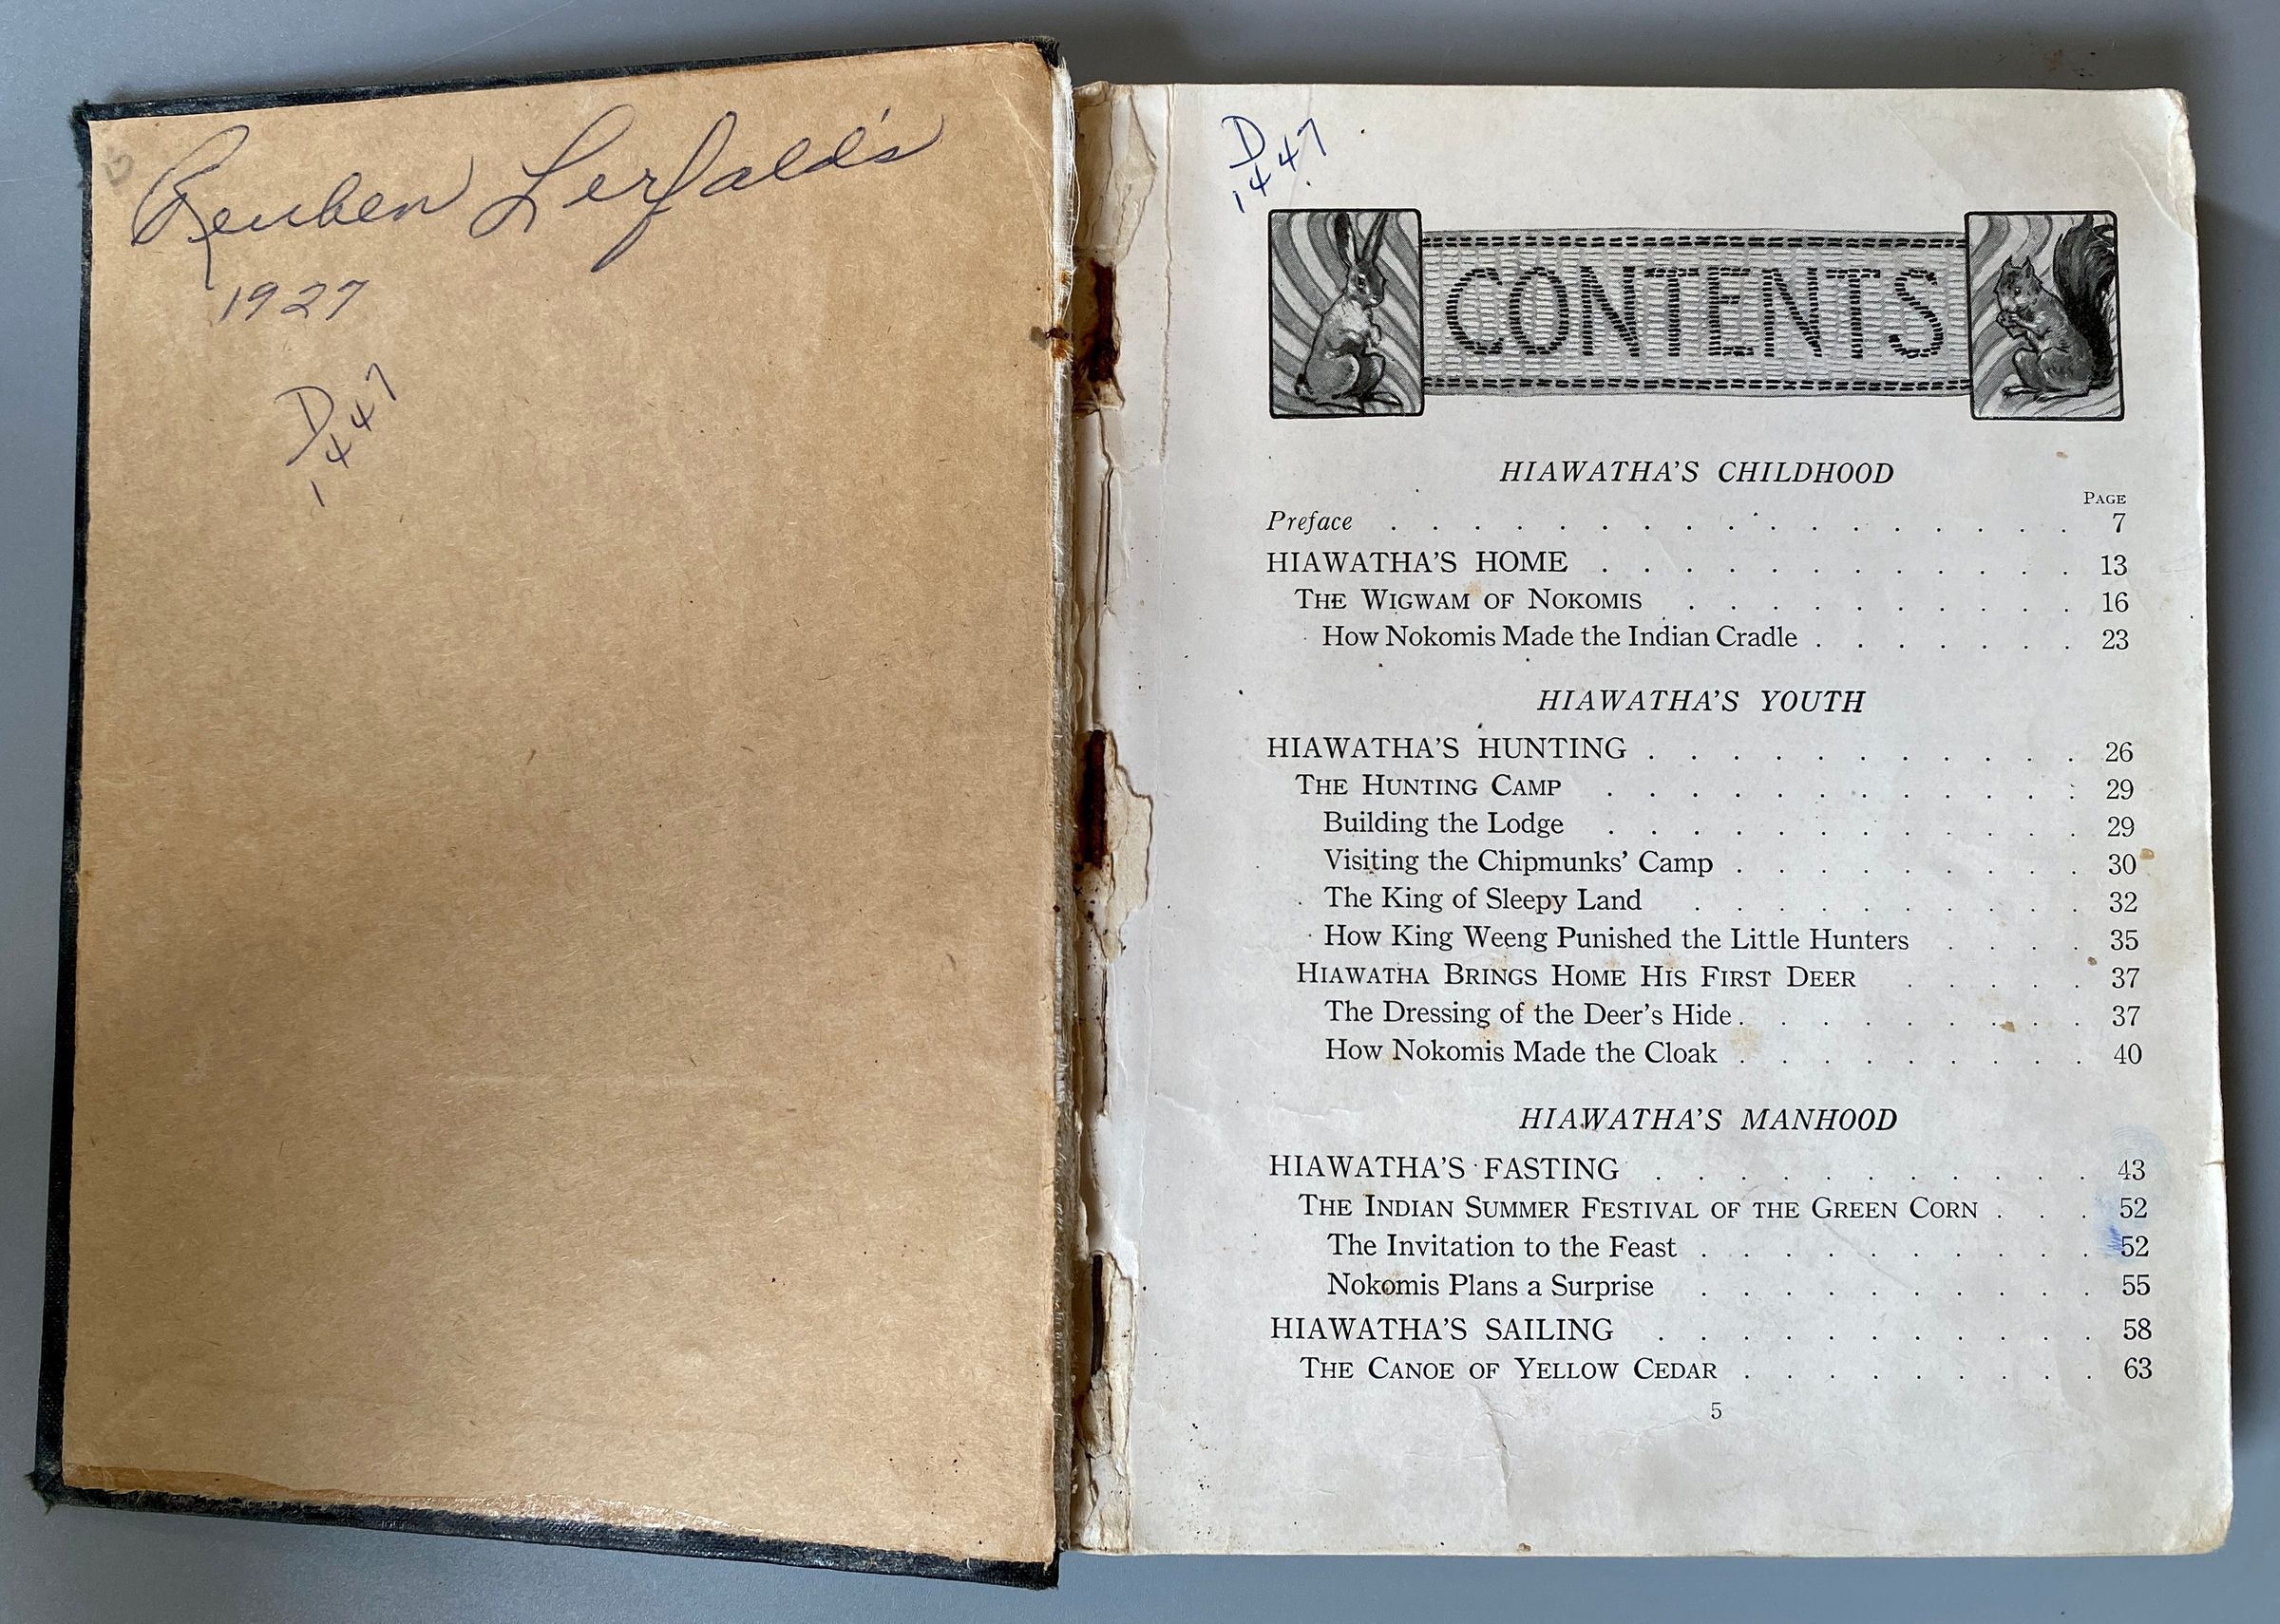 Reuben Lerfald's
1927
D
1447
D
1447
CONTENTS
HIAWATHA'S CHILDHOOD
PAGE
Preface . . . . . . . . . . . . . . . . . 7
HIAWATHA'S HOME . . . . . . . . . . . . 13
THE WIGWAM OF NOKOMIS . . . . . . . . . . 16
How Nokomis Made the Indian Cradle . . . . . . . 23
HIAWATHA'S YOUTH
HIAWATHA'S HUNTING . . . . . . . . . . . 26
THE HUNTING CAMP . . . . . . . . . . . . 29
Building the Lodge . . . . . . . . . . . . 29
Visiting the Chipmunks' Camp . . . . . . . . . 30
The King of Sleepy Land . . . . . . . . . . 32
How King Weeng Punished the Little Hunters . . . . 35
HIAWATHA BRINGS HOME HIS FIRST DEER . . . . . 37
The Dressing of the Deer's Hide . . . . . . . . . 37
How Nokomis Made the Cloak . . . . . . . . . 40
HIAWATHA'S MANHOOD
HIAWATHA'S FASTING . . . . . . . . . . . 43
THE INDIAN SUMMER FESTIVAL OF THE GREEN CORN . . . 52
The Invitation to the Feast . . . . . . . . . . 52
Nokomis Plans a Surprise . . . . . . . . . . 55
HIAWATHA'S SAILING . . . . . . . . . . . 58
THE CANOE OF YELLOW CEDAR . . . . . . . . . 63
5